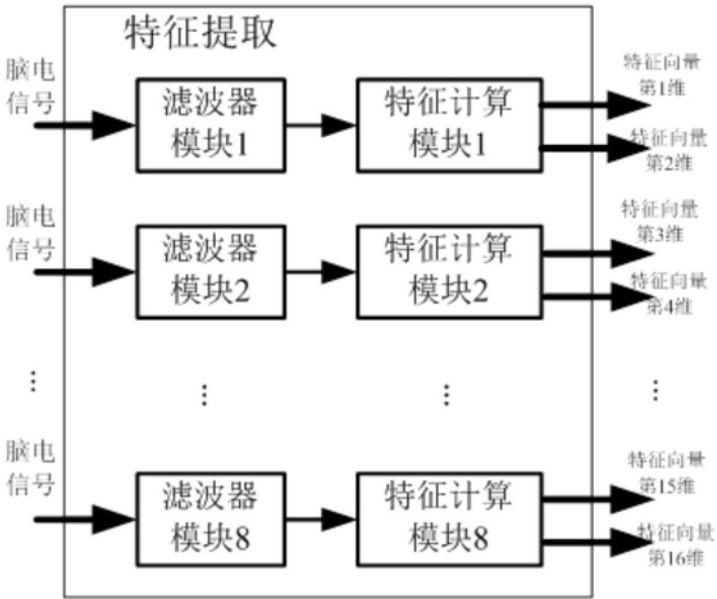 特征提取
脑电
信号
滤波器
模块1
特征计算
模块1
特征向量
第1维
特征向量
第2维
脑电
信号
滤波器
模块2
特征计算
模块2
特征向量
第3维
特征向量
第4维
⋮
⋮
⋮
⋮
脑电
信号
滤波器
模块8
特征计算
模块8
特征向量
第15维
特征向量
第16维